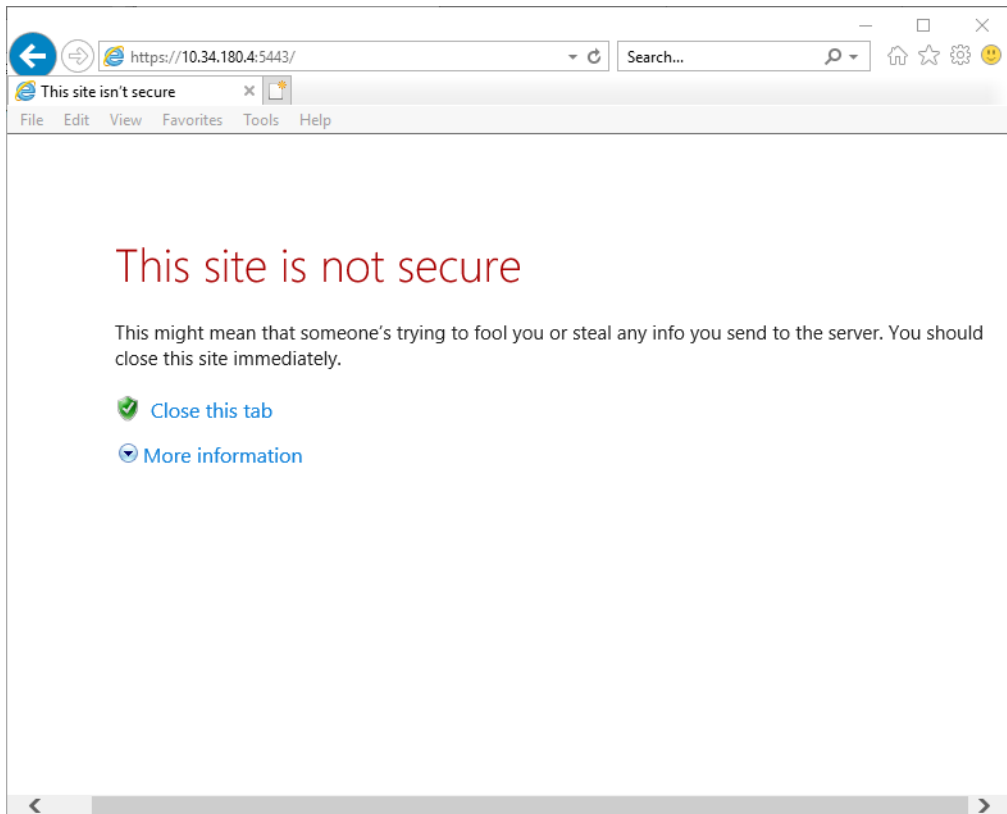 https://10.34.180.4:5443/
Search...
This site isn't secure
File Edit View Favorites Tools Help
This site is not secure
This might mean that someone's trying to fool you or steal any info you send to the server. You should
close this site immediately.
Close this tab
More information